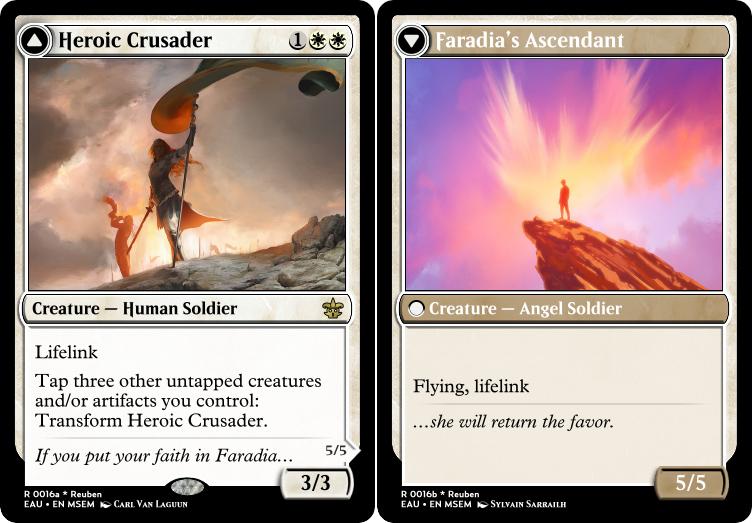 Heroic Crusader
1
Creature — Human Soldier
Lifelink
Tap three other untapped creatures
and/or artifacts you control:
Transform Heroic Crusader.
If you put your faith in Faradia...
5/5
3/3
R 0016a * Reuben
EAU • EN MSEM Carl Van Laguun
Faradia's Ascendant
Creature — Angel Soldier
Flying, lifelink
...she will return the favor.
5/5
R 0016b * Reuben
EAU • EN MSEM Sylvain Sarrailh